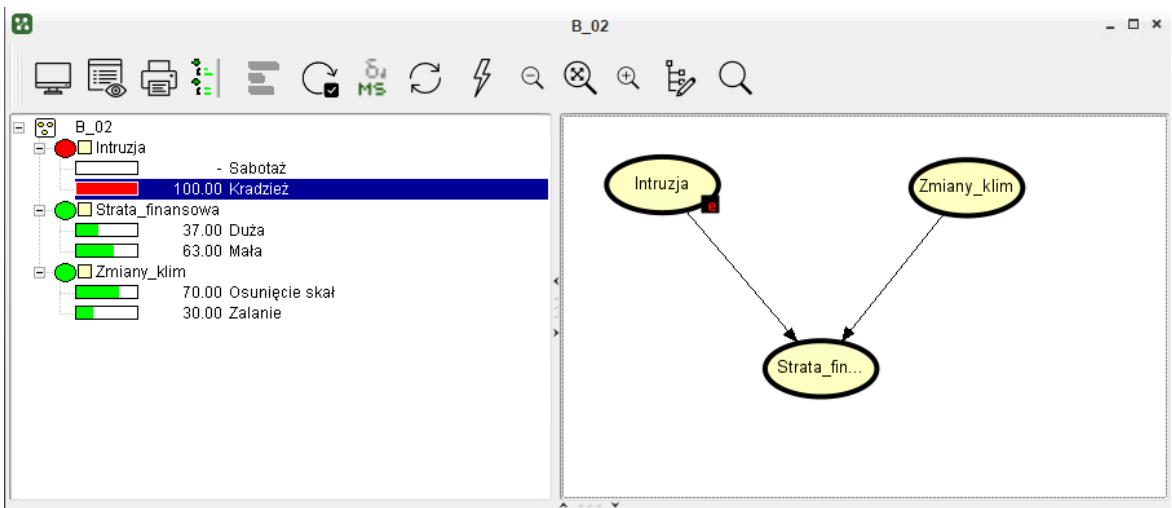 B_02
δ↲
MS
B_02
Intruzja
- Sabotaż
100.00 Kradzież
Strata_finansowa
37.00 Duża
63.00 Mała
Zmiany_klim
70.00 Osunięcie skał
30.00 Zalanie
Intruzja
e
Zmiany_klim
Strata_fin...